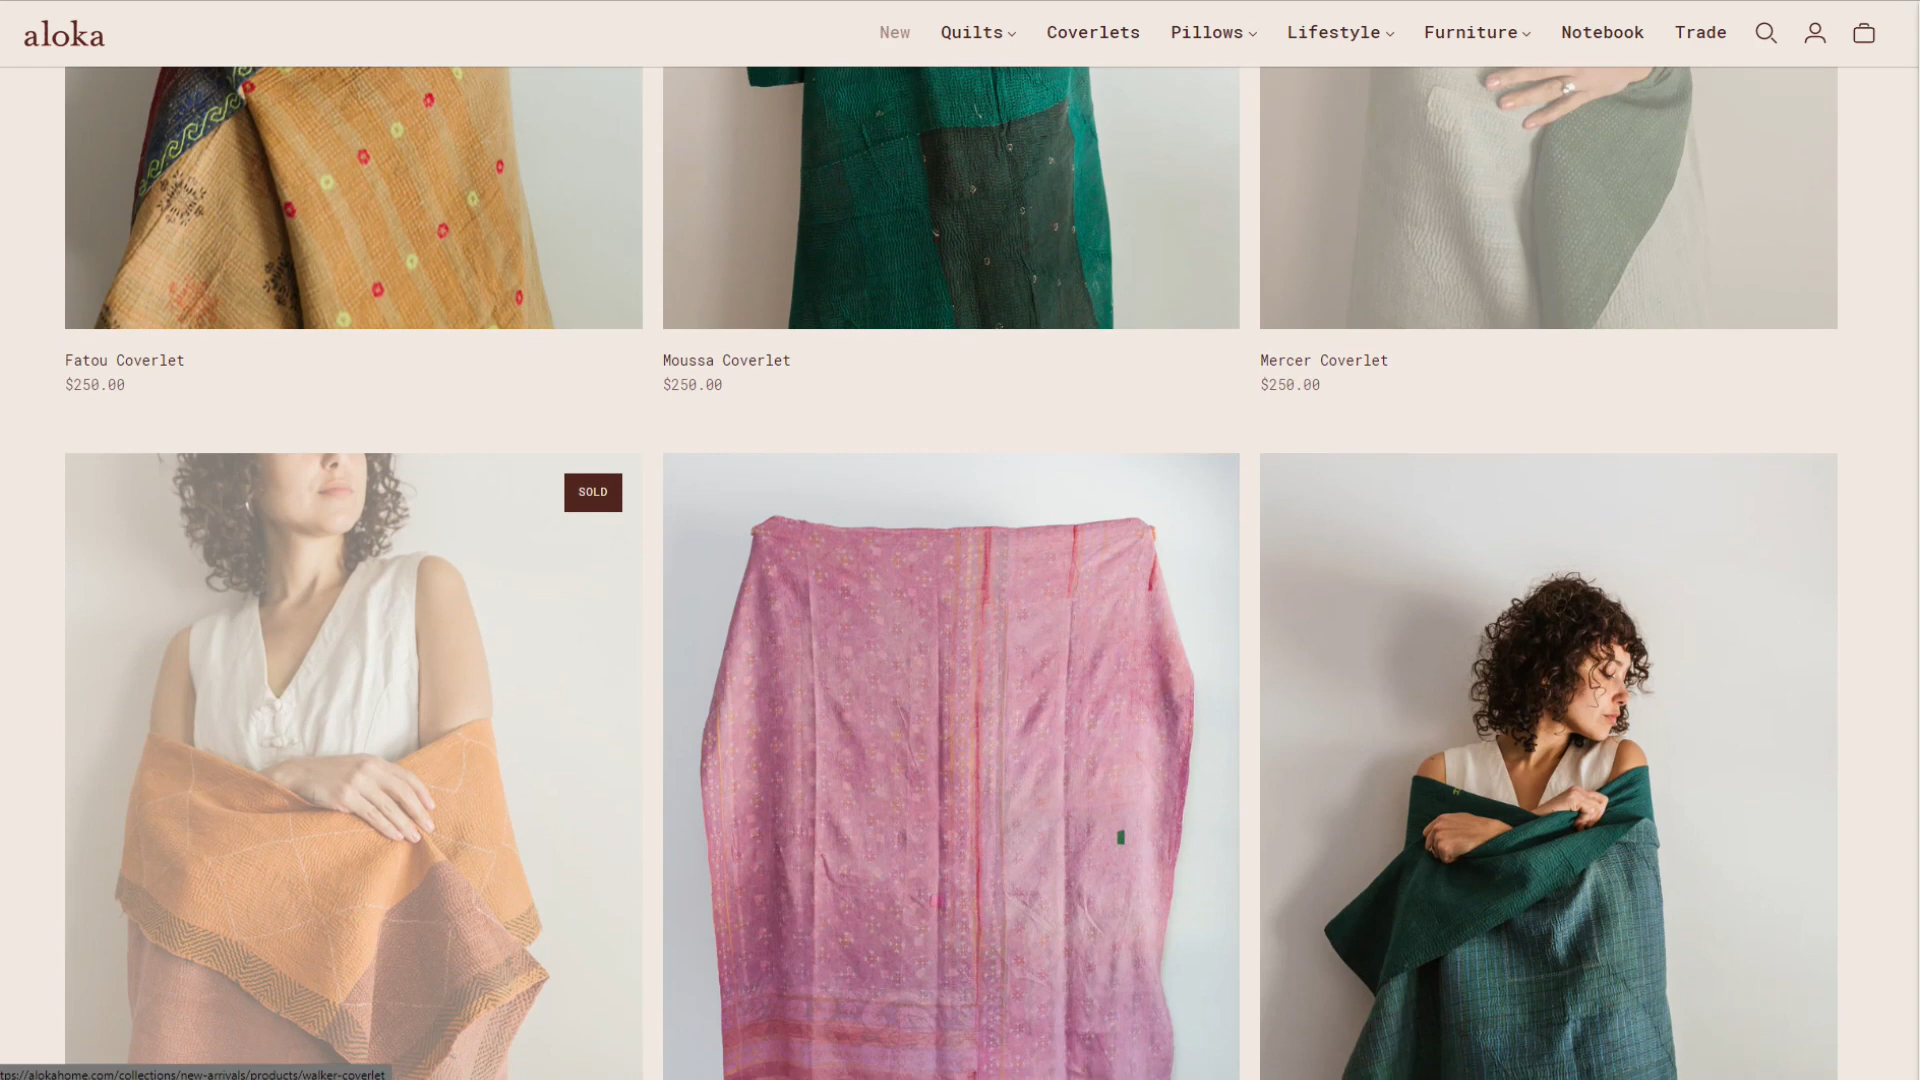 aloka
New Quilts Coverlets Pillows Lifestyle Furniture Notebook Trade
Fatou Coverlet
$250.00
Moussa Coverlet
$250.00
Mercer Coverlet
$250.00
SOLD
tps://alokahome.com/collections/new-arrivals/products/walker-coverlet